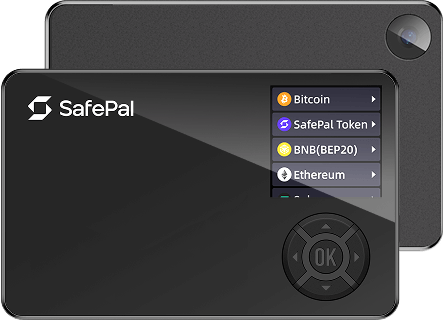 SafePal
Bitcoin
SafePal Token
BNB(BEP20)
Ethereum
OK